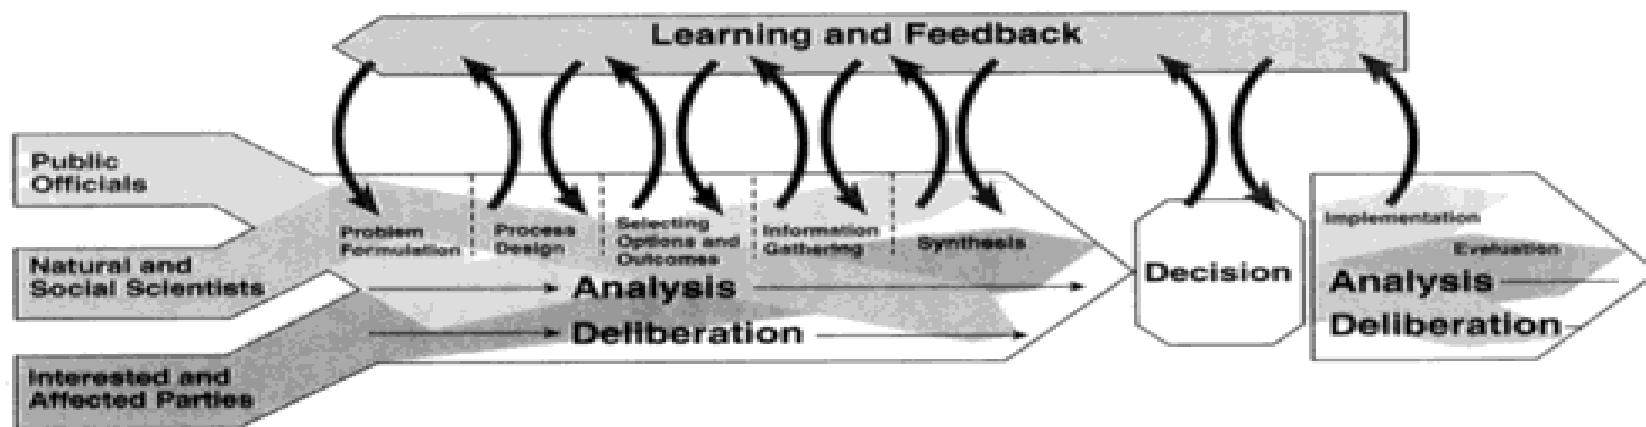 Learning and Feedback
Public
Officials
Natural and
Social Scientists
Interested and
Affected Parties
Problem
Formulation
Process
Design
Selecting
Options and
Outcomes
Information
Gathering
Synthesis
Analysis
Deliberation
Decision
Implementation
Evaluation
Analysis
Deliberation